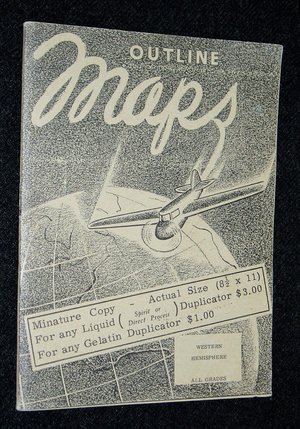 OUTLINE
Maps
Minature Copy - Actual Size (8½ x 11)
For any Liquid ( Spirit or Direct Process ) Duplicator $3.00
For any Gelatin Duplicator $1.00
WESTERN
HEMISPHERE
ALL GRADES